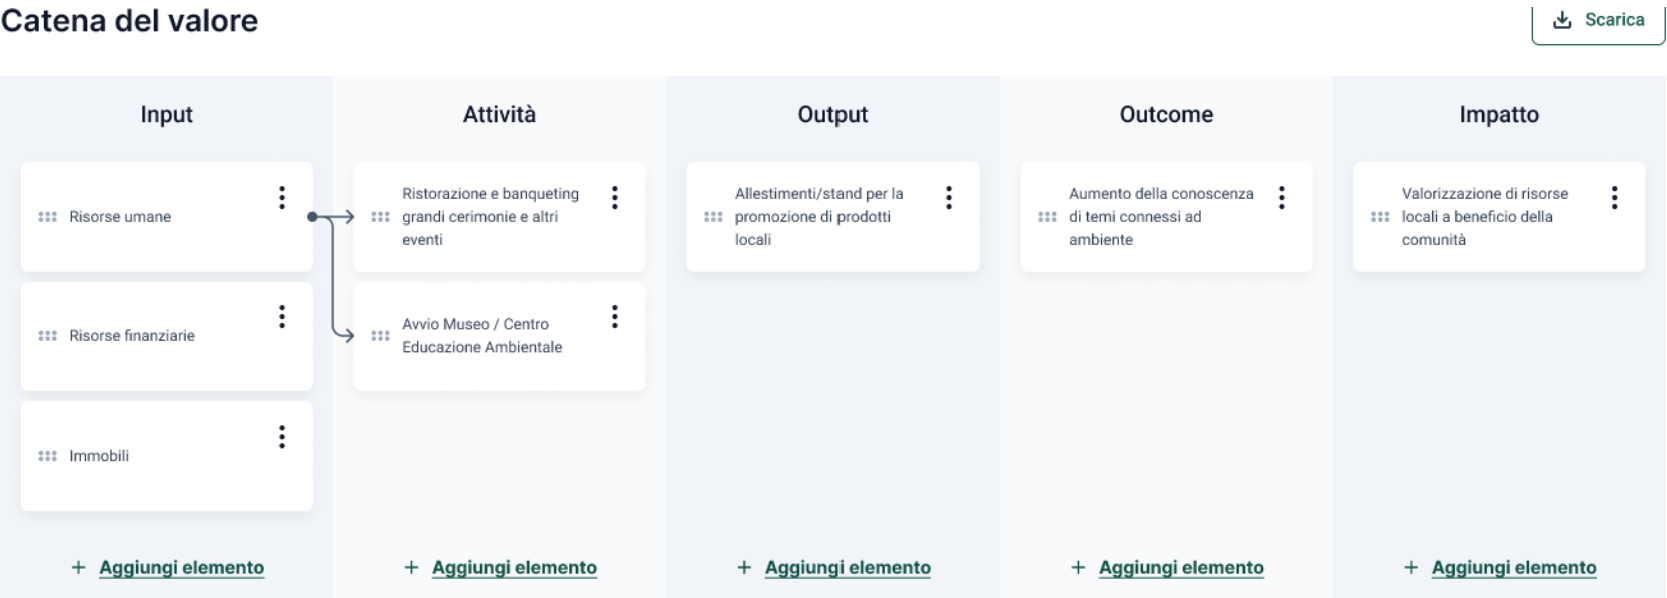 Catena del valore
Scarica
Input
Attività
Output
Outcome
Impatto
Risorse umane
Risorse finanziarie
Immobili
Ristorazione e banqueting
grandi cerimonie e altri
eventi
Avvio Museo / Centro
Educazione Ambientale
Allestimenti/stand per la
promozione di prodotti
locali
Aumento della conoscenza
di temi connessi ad
ambiente
Valorizzazione di risorse
locali a beneficio della
comunità
+ Aggiungi elemento
+ Aggiungi elemento
+ Aggiungi elemento
+ Aggiungi elemento
+ Aggiungi elemento